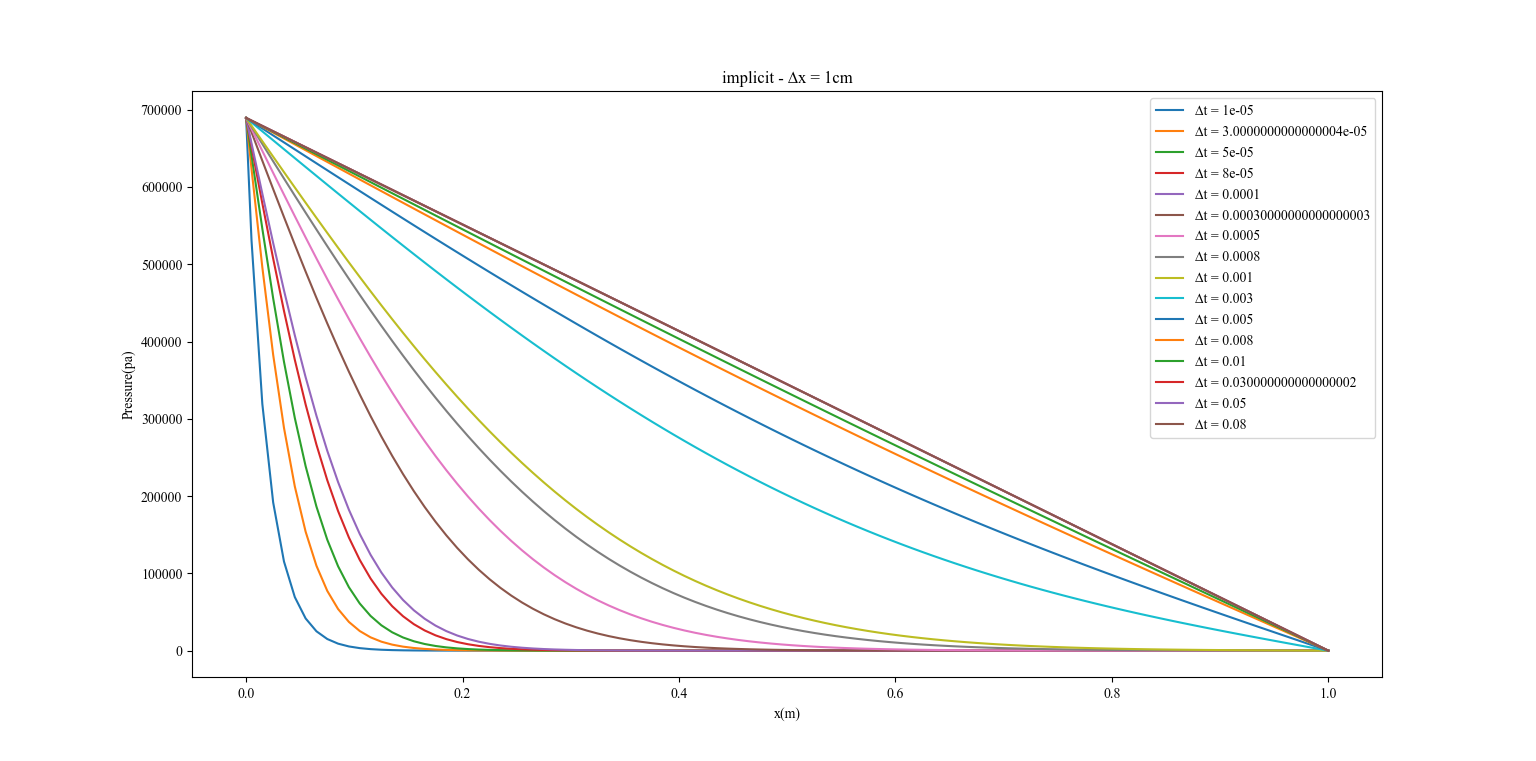 implicit - Δx = 1cm
700000
600000
500000
400000
300000
200000
100000
0
Pressure(pa)
0.0
0.2
0.4
0.6
0.8
1.0
x(m)
Δt = 1e-05
Δt = 3.0000000000000004e-05
Δt = 5e-05
Δt = 8e-05
Δt = 0.0001
Δt = 0.00030000000000000003
Δt = 0.0005
Δt = 0.0008
Δt = 0.001
Δt = 0.003
Δt = 0.005
Δt = 0.008
Δt = 0.01
Δt = 0.030000000000000002
Δt = 0.05
Δt = 0.08